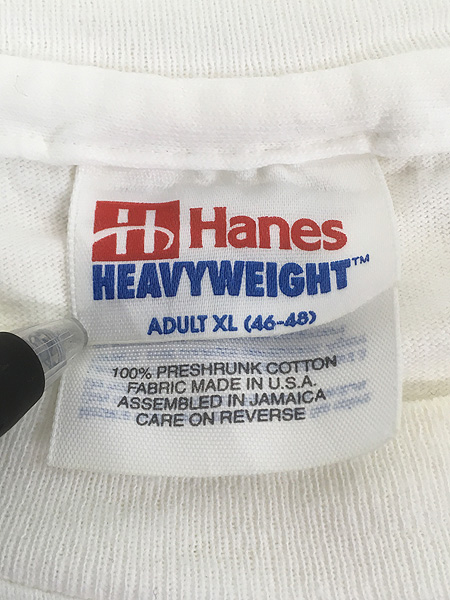 H Hanes
HEAVYWEIGHT™
ADULT XL (46-48)
100% PRESHRUNK COTTON
FABRIC MADE IN U.S.A.
ASSEMBLED IN JAMAICA
CARE ON REVERSE